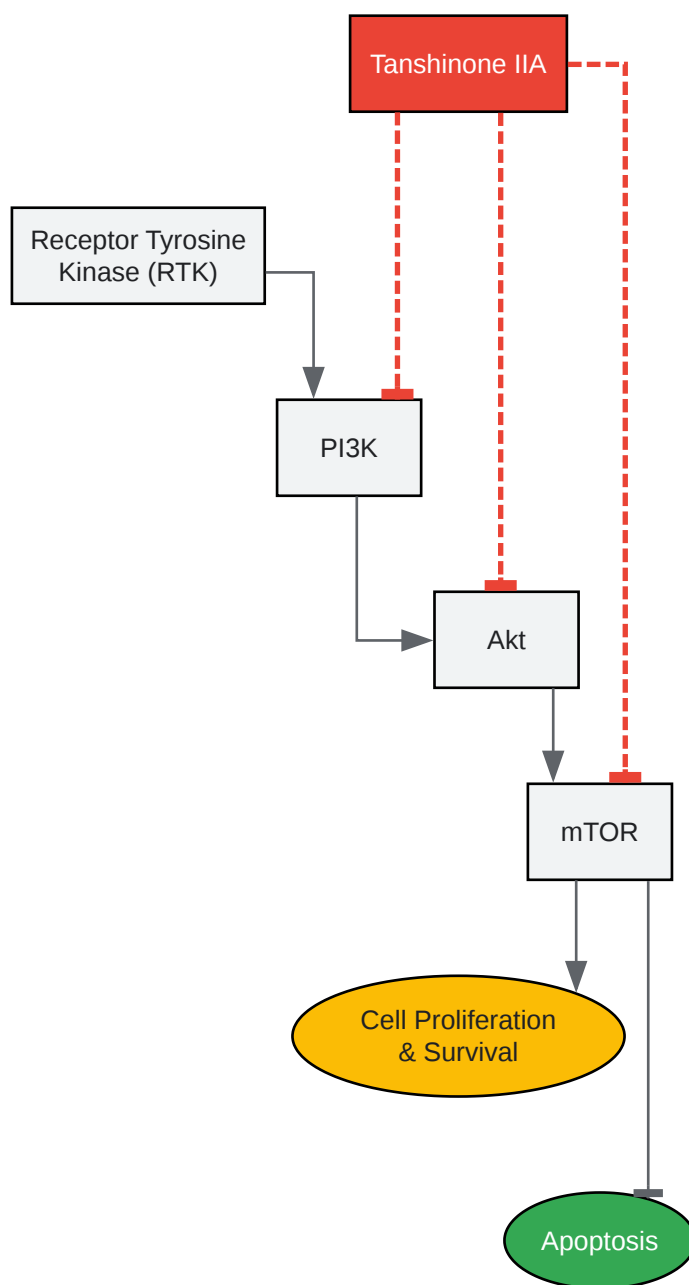 Tanshinone IIA
Receptor Tyrosine
Kinase (RTK)
PI3K
Akt
mTOR
Cell Proliferation
& Survival
Apoptosis